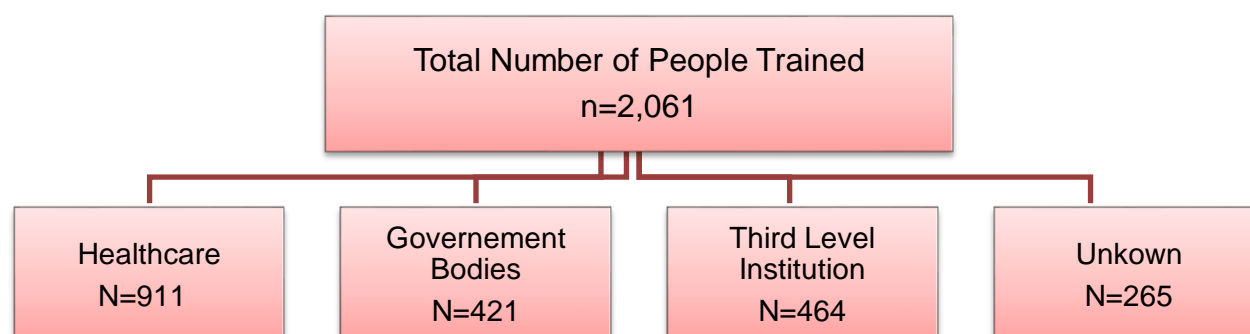 Total Number of People Trained
n=2,061
Healthcare
N=911
Governement
Bodies
N=421
Third Level
Institution
N=464
Unkown
N=265